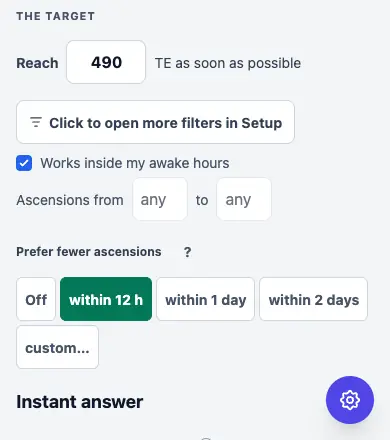 THE TARGET
Reach 490 TE as soon as possible
Click to open more filters in Setup
Works inside my awake hours
Ascensions from any to any
Prefer fewer ascensions ?
Off within 12 h within 1 day within 2 days
custom...
Instant answer